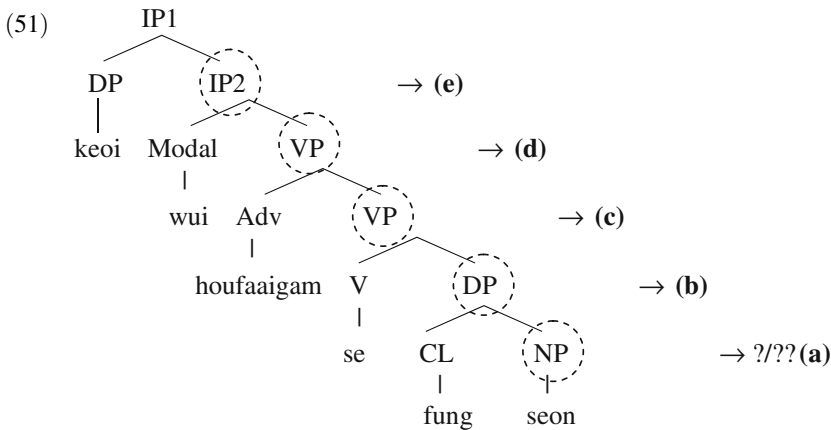 (51) IP1
DP IP2 → (e)
keoi Modal VP → (d)
wui Adv VP → (c)
houfaaigam V DP → (b)
se CL NP → ?/?? (a)
fung seon